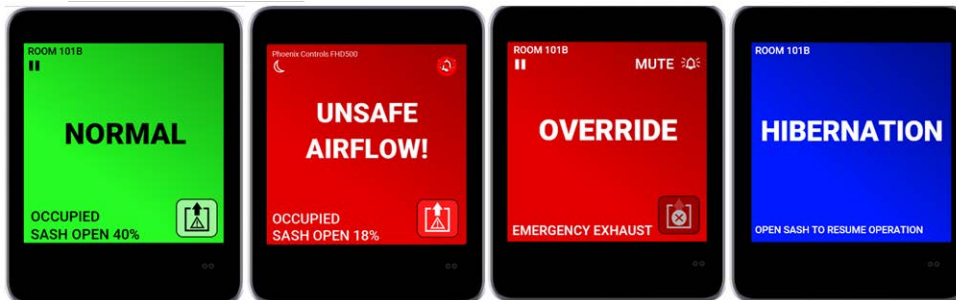 ROOM 101B
NORMAL
OCCUPIED
SASH OPEN 40%
Phoenix Controls FHD500
UNSAFE
AIRFLOW!
OCCUPIED
SASH OPEN 18%
ROOM 101B
MUTE
OVERRIDE
EMERGENCY EXHAUST
ROOM 101B
HIBERNATION
OPEN SASH TO RESUME OPERATION